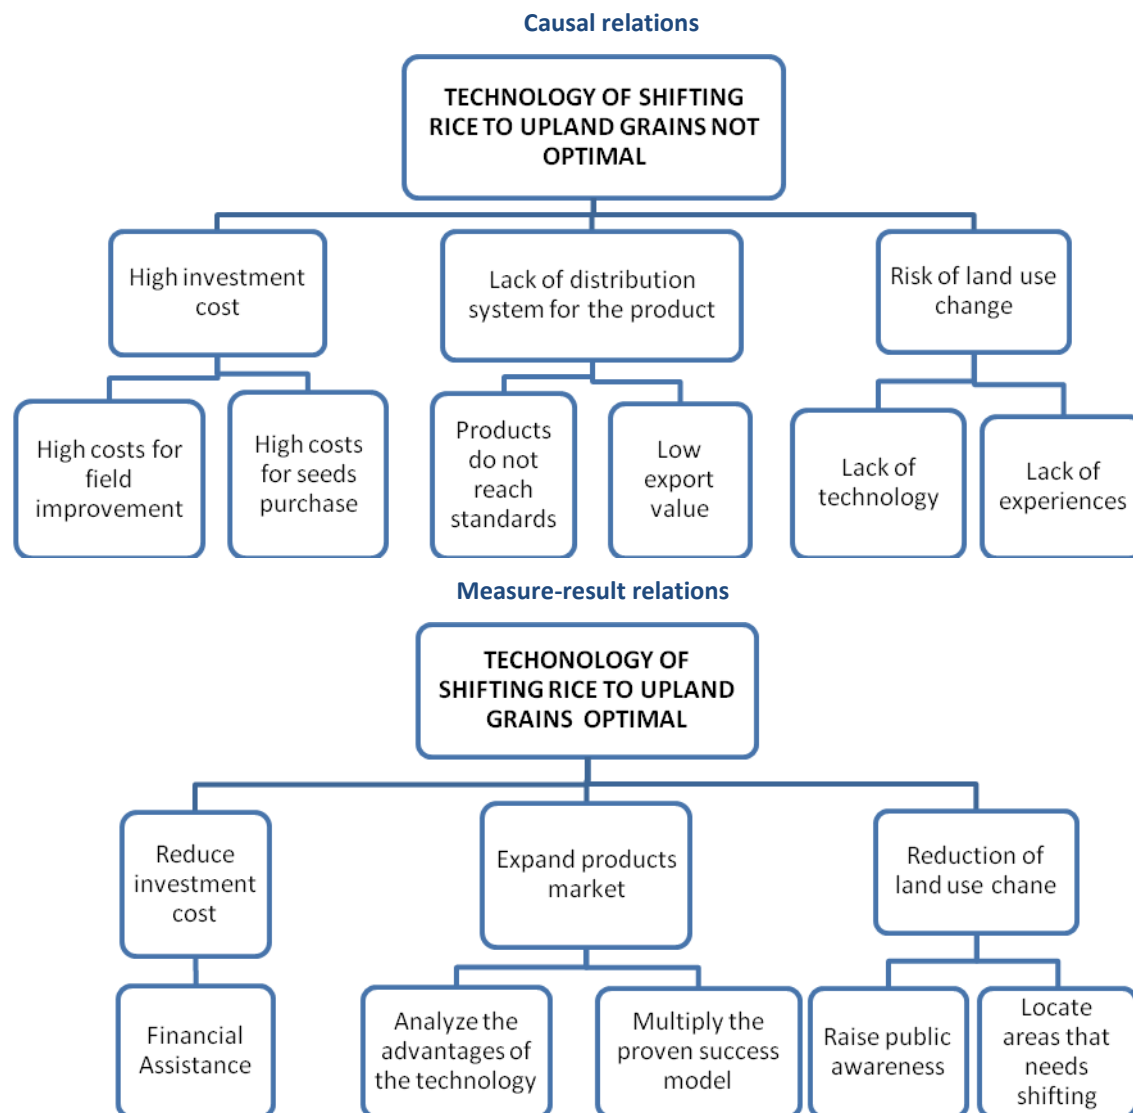 Causal relations
TECHNOLOGY OF SHIFTING
RICE TO UPLAND GRAINS NOT
OPTIMAL
High investment
cost
Lack of distribution
system for the product
Risk of land use
change
High costs for
field
improvement
High costs
for seeds
purchase
Products
do not
reach
standards
Low
export
value
Lack of
technology
Lack of
experiences
Measure-result relations
TECHONOLOGY OF
SHIFTING RICE TO UPLAND
GRAINS OPTIMAL
Reduce
investment
cost
Expand products
market
Reduction of
land use chane
Financial
Assistance
Analyze the
advantages of
the technology
Multiply the
proven success
model
Raise public
awareness
Locate
areas that
needs
shifting